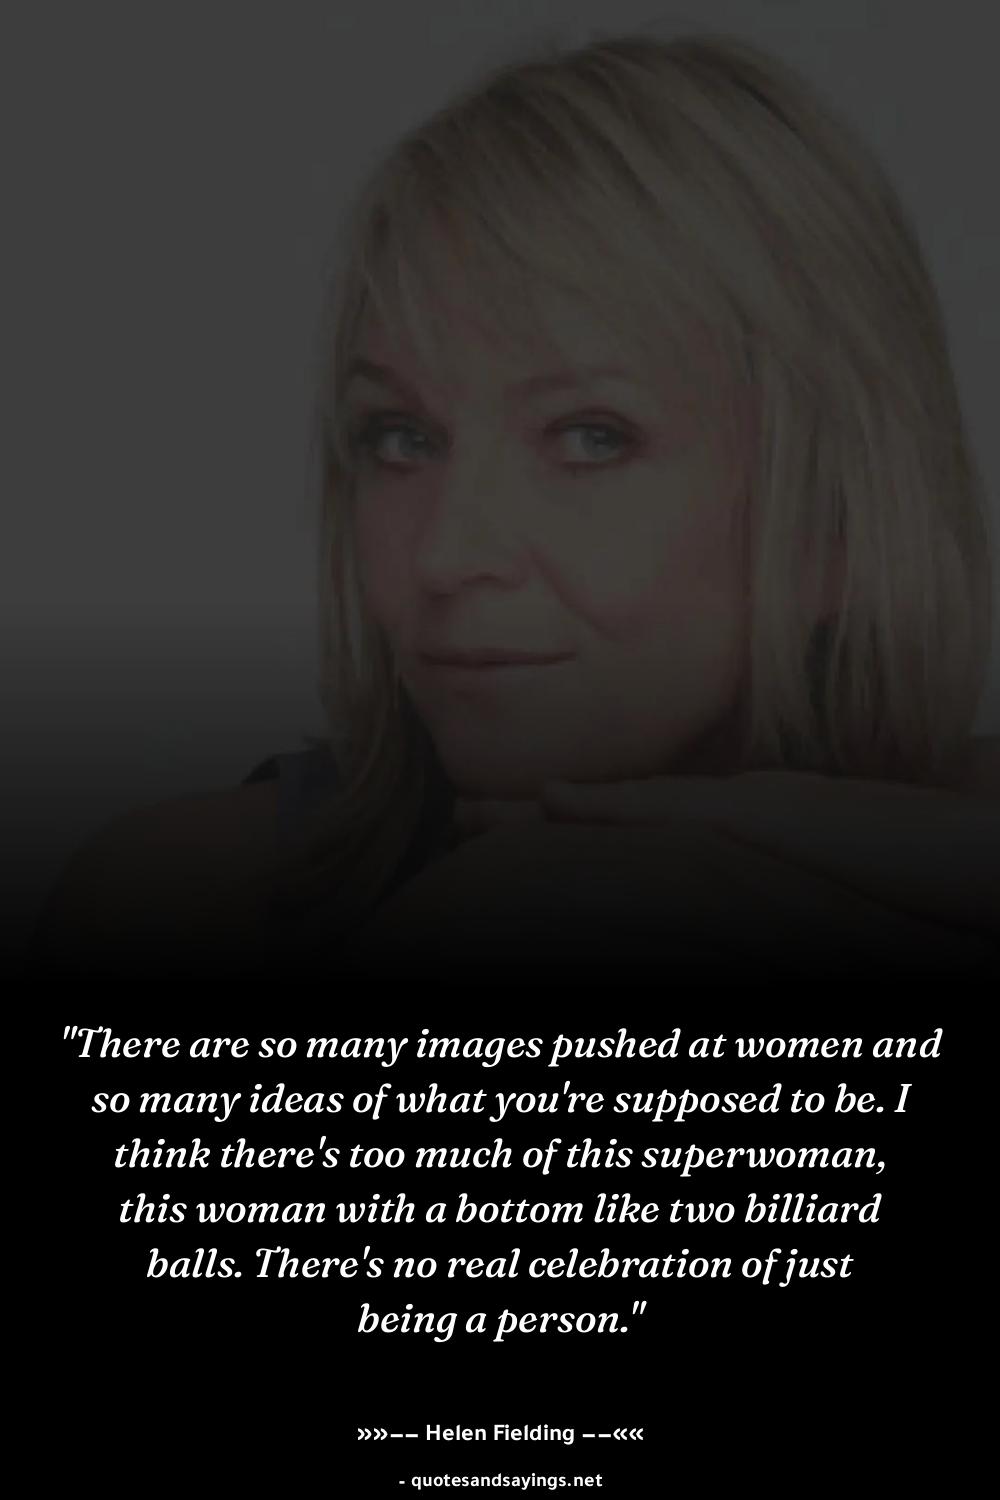 "There are so many images pushed at women and
so many ideas of what you're supposed to be. I
think there's too much of this superwoman,
this woman with a bottom like two billiard
balls. There's no real celebration of just
being a person."
»»−− Helen Fielding −−««
- quotesandsayings.net